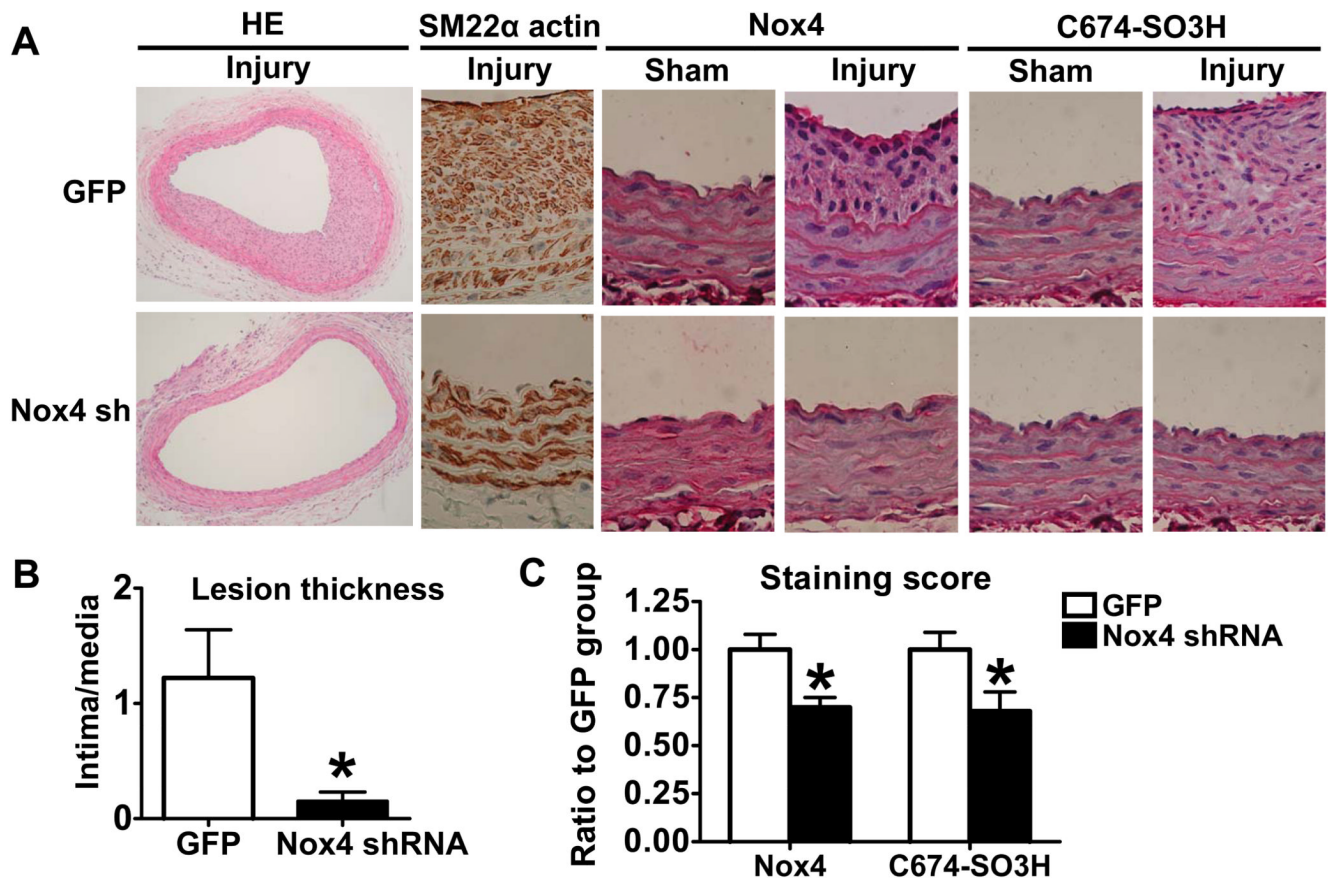 A
HE
SM22α actin
Nox4
C674-SO3H
Injury
Injury
Sham
Injury
Sham
Injury
GFP
Nox4 sh
B
Lesion thickness
Intima/media
2
1
0
GFP
Nox4 shRNA
*
C
Staining score
Ratio to GFP group
1.25
1.00
0.75
0.50
0.25
0.00
*
*
Nox4
C674-SO3H
GFP
Nox4 shRNA